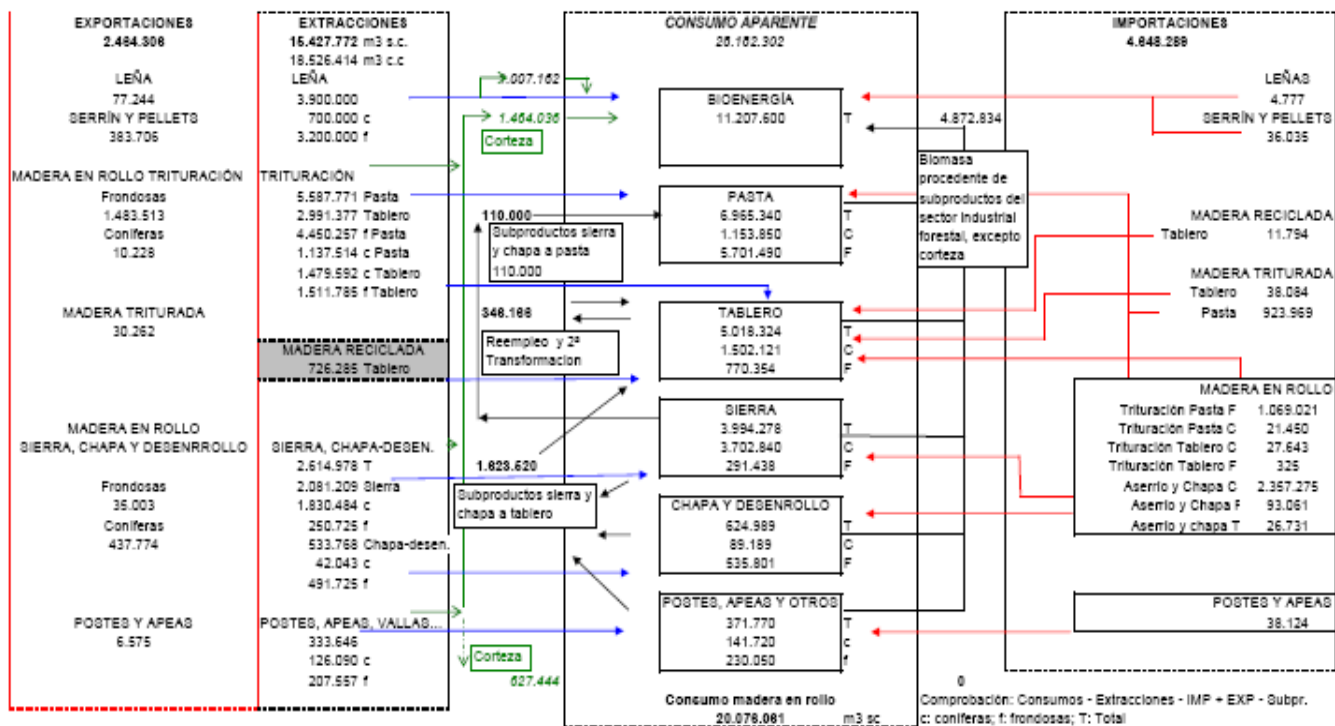 EXPORTACIONES
2.464.306
LEÑA
77.244
SERRÍN Y PELLETS
383.706
MADERA EN ROLLO TRITURACIÓN
Frondosas
1.483.513
Coníferas
10.228
MADERA TRITURADA
30.262
MADERA EN ROLLO
SIERRA, CHAPA Y DESENRROLLO
Frondosas
35.003
Coníferas
437.774
POSTES Y APEAS
6.575
EXTRACCIONES
15.427.772 m3 s.c.
18.526.414 m3 c.c
LEÑA
3.900.000
700.000 c
3.200.000 f
TRITURACIÓN
5.587.771 Pasta
2.991.377 Tablero
4.450.257 f Pasta
1.137.514 c Pasta
1.479.592 c Tablero
1.511.785 f Tablero
MADERA RECICLADA
726.285 Tablero
SIERRA, CHAPA-DESEN.
2.614.978 T
2.081.209 Sierra
1.830.484 c
250.725 f
533.768 Chapa-desen.
42.043 c
491.725 f
POSTES, APEAS, VALLAS...
333.646
126.090 c
207.557 f
.007.162
1.464.036
Corteza
110.000
Subproductos sierra
y chapa a pasta
110.000
346.166
Reempleo y 2ª
Transformacion
1.623.520
Subproductos sierra y
chapa a tablero
Corteza
627.444
CONSUMO APARENTE
26.162.302
BIOENERGÍA
11.207.600 T
PASTA
6.965.340 T
1.153.850 C
5.701.490 F
TABLERO
5.018.324 T
1.502.121 C
770.354 F
SIERRA
3.994.278 T
3.702.840 C
291.438 F
CHAPA Y DESENROLLO
624.989 T
89.189 C
535.801 F
POSTES, APEAS Y OTROS
371.770 T
141.720 c
230.050 f
Consumo madera en rollo
20.076.061 m3 sc
4.872.834
Biomasa
procedente de
subproductos del
sector industrial
forestal, excepto
corteza
0
IMPORTACIONES
4.648.289
LEÑAS
4.777
SERRÍN Y PELLETS
36.035
MADERA RECICLADA
Tablero 11.794
MADERA TRITURADA
Tablero 38.084
Pasta 923.969
MADERA EN ROLLO
Trituración Pasta F 1.069.021
Trituración Pasta C 21.450
Trituración Tablero C 27.643
Trituración Tablero F 325
Aserrio y Chapa C 2.357.275
Aserrio y Chapa F 93.061
Aserrio y chapa T 26.731
POSTES Y APEAS
38.124
Comprobación: Consumos - Extracciones - IMP + EXP - Subpr.
c: coníferas; f: frondosas; T: Total